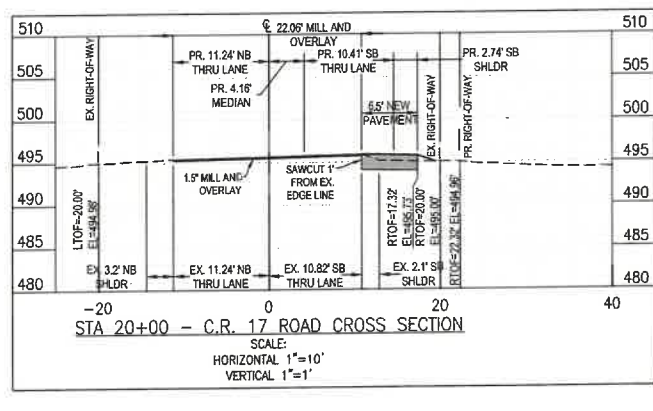 ℄ 22.06' MILL AND
OVERLAY
510
510
505
505
500
500
495
495
490
490
485
485
480
480
EX. RIGHT-OF-WAY
PR. 11.24' NB
THRU LANE
PR. 4.16'
MEDIAN
PR. 10.41' SB
THRU LANE
PR. 2.74' SB
SHLDR
6.5' NEW
PAVEMENT
EX. RIGHT-OF-WAY
PR. RIGHT-OF-WAY
1.5" MILL AND
OVERLAY
SAWCUT 1'
FROM EX.
EDGE LINE
LTOF=-20.00'
EL=494.98'
RTOF=17.32'
EL=495.73'
RTOF=20.00'
EL=495.00'
RTOF=22.32' EL=494.96'
EX. 3.2' NB
SHLDR
EX. 11.24' NB
THRU LANE
EX. 10.82' SB
THRU LANE
EX. 2.1' SB
SHLDR
-20
0
20
40
STA 20+00 - C.R. 17 ROAD CROSS SECTION
SCALE:
HORIZONTAL 1"=10'
VERTICAL 1"=1'